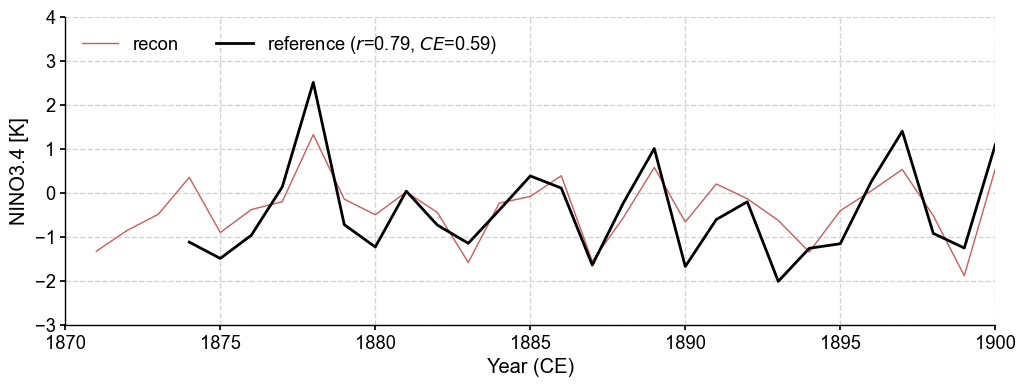 4
3
2
1
0
−1
−2
−3
NINO3.4 [K]
recon
reference (r=0.79, CE=0.59)
1870 1875 1880 1885 1890 1895 1900
Year (CE)